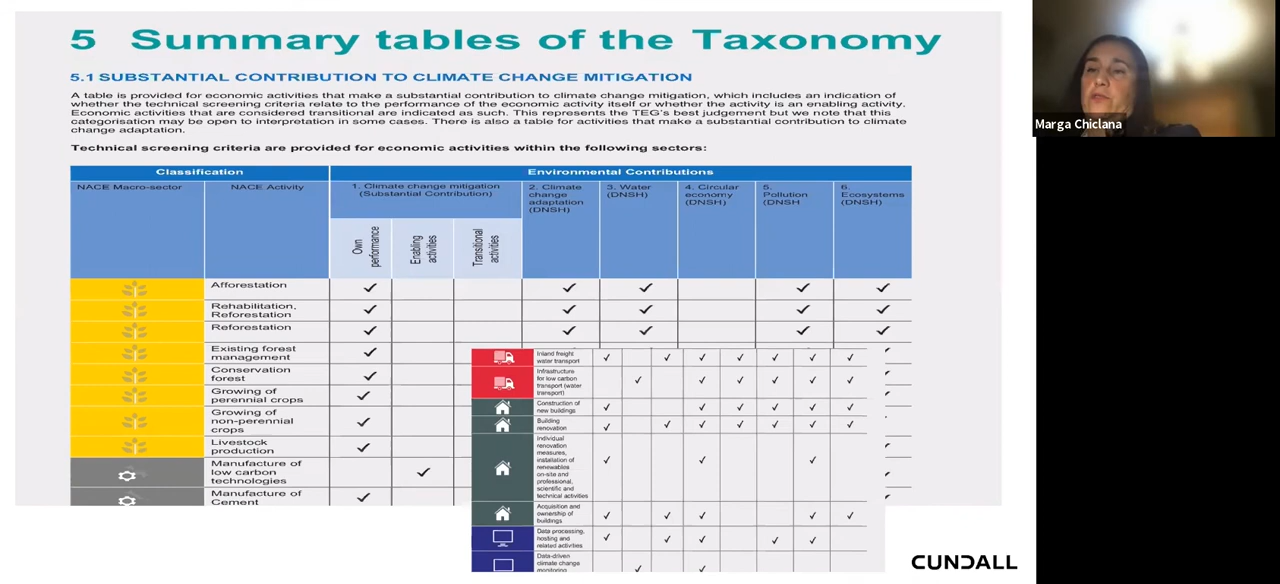 5 Summary tables of the Taxonomy
5.1 SUBSTANTIAL CONTRIBUTION TO CLIMATE CHANGE MITIGATION
A table is provided for economic activities that make a substantial contribution to climate change mitigation, which includes an indication of
whether the technical screening criteria relate to the performance of the economic activity itself or whether the activity is an enabling activity.
Economic activities that are considered transitional are indicated as such. This represents the TEG's best judgement but we note that this
categorisation may be open to interpretation in some cases. There is also a table for activities that make a substantial contribution to climate
change adaptation.
Technical screening criteria are provided for economic activities within the following sectors:
Classification
Environmental Contributions
NACE Macro-sector
NACE Activity
1. Climate change mitigation
(Substantial Contribution)
2. Climate
change
adaptation
(DNSH)
3. Water
(DNSH)
4. Circular
economy
(DNSH)
5.
Pollution
(DNSH
6.
Ecosystems
(DNSH)
Own
performance
Enabling
activities
Transitional
activities
Afforestation
Rehabilitation,
Reforestation
Reforestation
Existing forest
management
Conservation
forest
Growing of
perennial crops
Growing of
non-perennial
crops
Livestock
production
Manufacture of
low carbon
technologies
Manufacture of
Cement
Inland freight
water transport
Infrastructure
for low carbon
transport (water
transport)
Construction of
new buildings
Building
renovation
Individual
renovation
measures,
installation of
renewables
on-site and
professional,
scientific and
technical activities
Acquisition and
ownership of
buildings
Data processing,
hosting and
related activities
Data-driven
climate change
monitoring
Marga Chiclana
CUNDALL